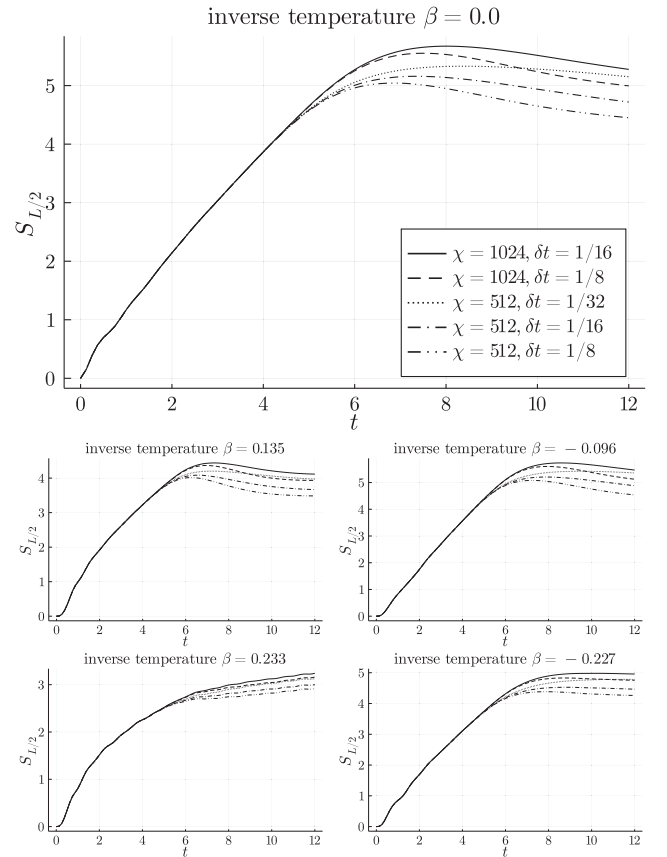 inverse temperature β = 0.0
S_{L/2}
5
4
3
2
1
0
χ = 1024, δt = 1/16
χ = 1024, δt = 1/8
χ = 512, δt = 1/32
χ = 512, δt = 1/16
χ = 512, δt = 1/8
0 2 4 6 8 10 12
t
inverse temperature β = 0.135
S_{L/2}
4
3
2
1
0
0 2 4 6 8 10 12
t
inverse temperature β = − 0.096
S_{L/2}
5
4
3
2
1
0
0 2 4 6 8 10 12
t
inverse temperature β = 0.233
S_{L/2}
3
2
1
0
0 2 4 6 8 10 12
t
inverse temperature β = − 0.227
S_{L/2}
5
4
3
2
1
0
0 2 4 6 8 10 12
t